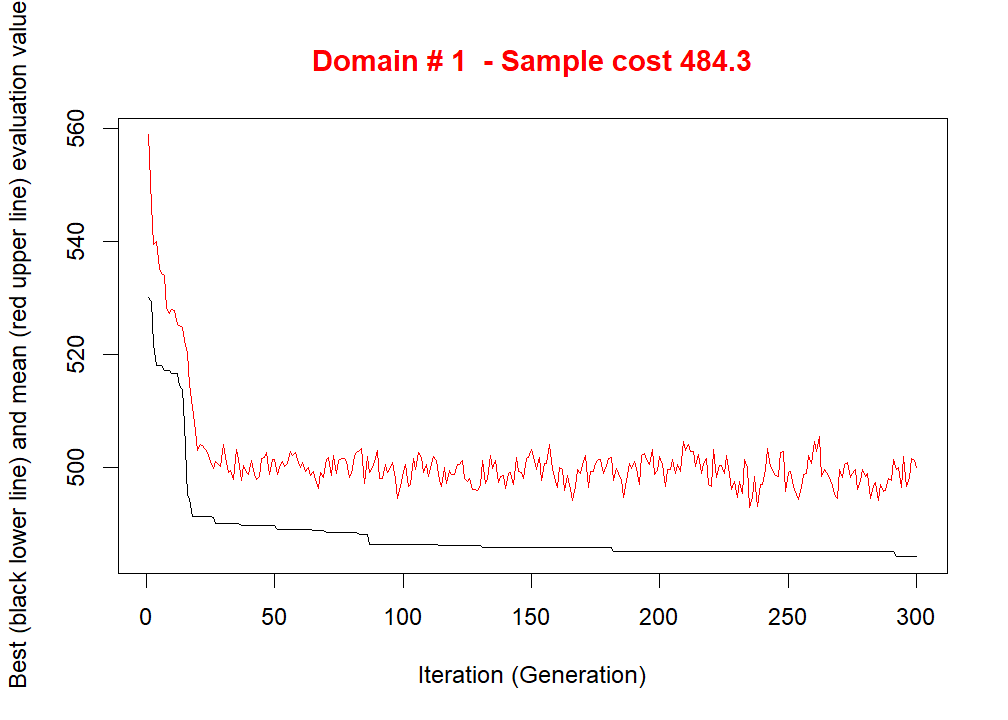 Domain # 1 - Sample cost 484.3
Best (black lower line) and mean (red upper line) evaluation value
560
540
520
500
0 50 100 150 200 250 300
Iteration (Generation)